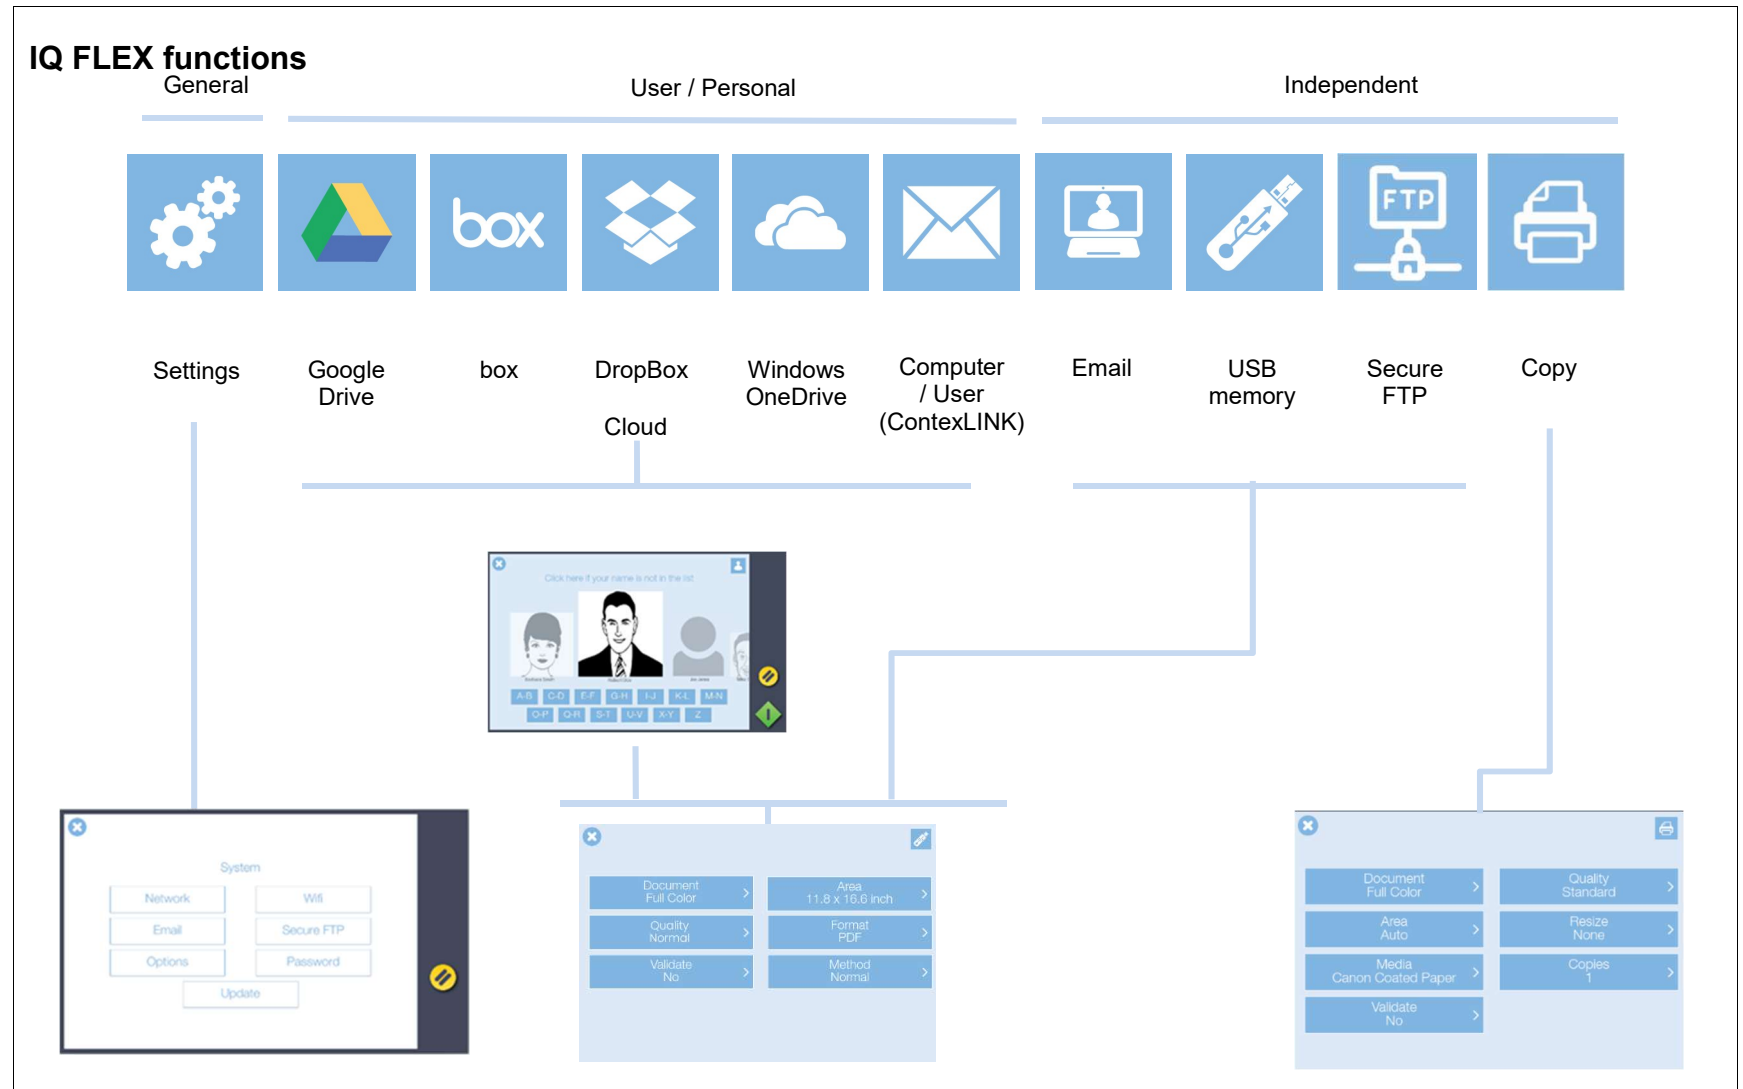 IQ FLEX functions
General
User / Personal
Independent
box
FTP
Settings
Google
Drive
box
DropBox
Windows
OneDrive
Computer
/ User
(ContexLINK)
Email
USB
memory
Secure
FTP
Copy
Cloud
Click here if your name is not in the list
A-B C-D E-F G-H I-J K-L M-N
O-P Q-R S-T U-V X-Y Z
System
Network
Wifi
Email
Secure FTP
Options
Password
Update
Document
Full Color
Area
11.8 x 16.6 inch
Quality
Normal
Format
PDF
Validate
No
Method
Normal
Document
Full Color
Quality
Standard
Area
Auto
Resize
None
Media
Canon Coated Paper
Copies
1
Validate
No